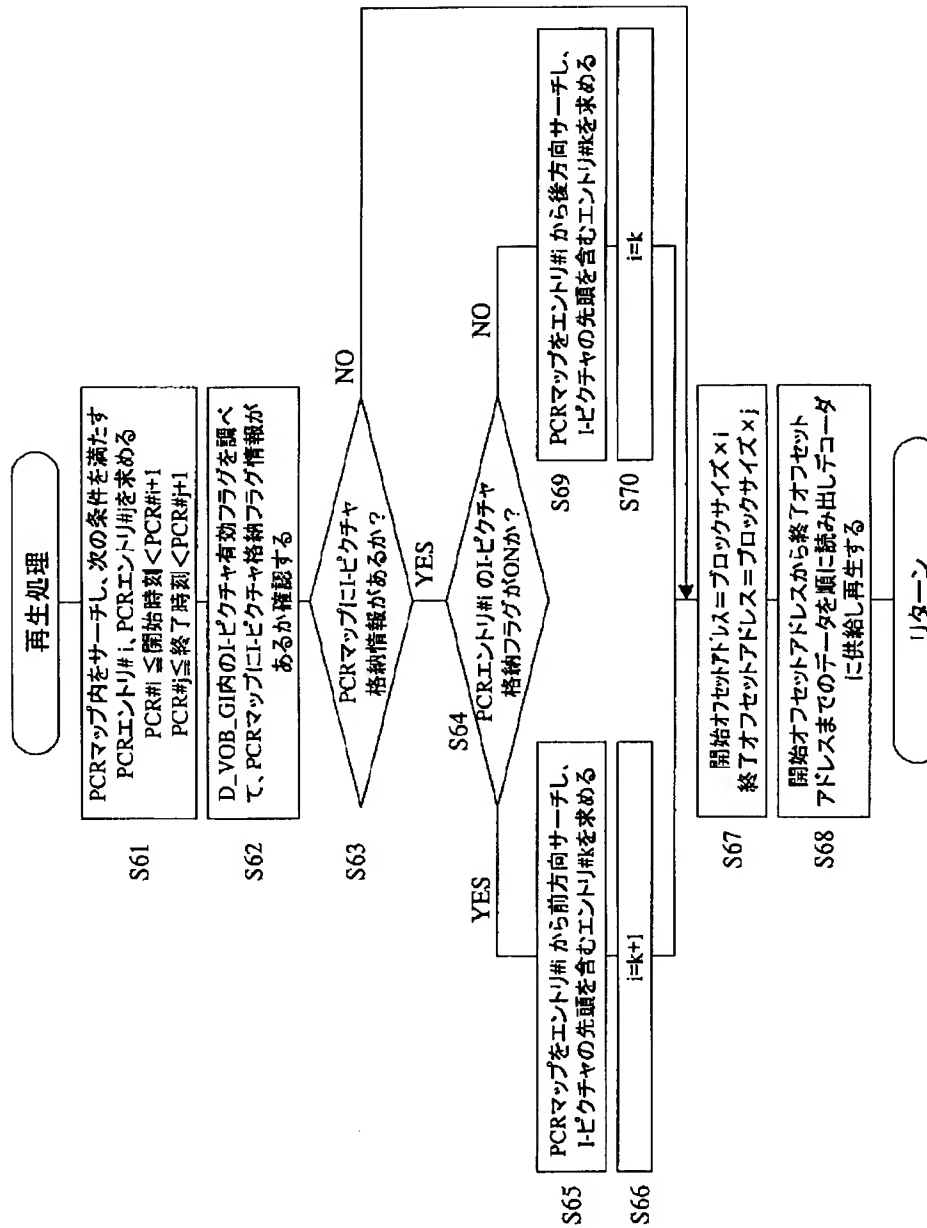 再生処理
S61
PCRマップ内をサーチし、次の条件を満たす
PCRエントリ#i、PCRエントリ#jを求める
PCR#i≦開始時刻<PCR#i+1
PCR#j≦終了時刻<PCR#j+1
S62
D_VOB_GI内のI-ピクチャ有効フラグを調べ
て、PCRマップにI-ピクチャ格納フラグ情報が
あるか確認する
S63
PCRマップにI-ピクチャ
格納情報があるか？
NO
YES
S64
PCRエントリ#iのI-ピクチャ
格納フラグがONか？
YES
NO
S65
PCRマップをエントリ#iから前方向サーチし、
I-ピクチャの先頭を含むエントリ#kを求める
S66
i=k+1
S69
PCRマップをエントリ#iから後方向サーチし、
I-ピクチャの先頭を含むエントリ#kを求める
S70
i=k
S67
開始オフセットアドレス=ブロックサイズ×i
終了オフセットアドレス=ブロックサイズ×j
S68
開始オフセットアドレスから終了オフセット
アドレスまでのデータを順に読み出しデコーダ
に供給し再生する
リターン